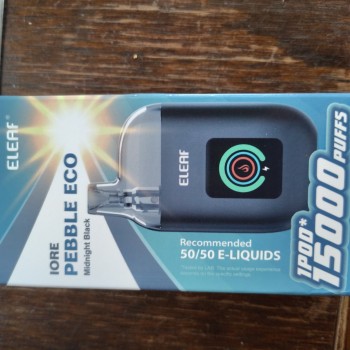 ELEAF®
IORE
PEBBLE ECO
Midnight Black
ELEAF
Recommended
50/50 E-LIQUIDS
1POD*
15000 PUFFS